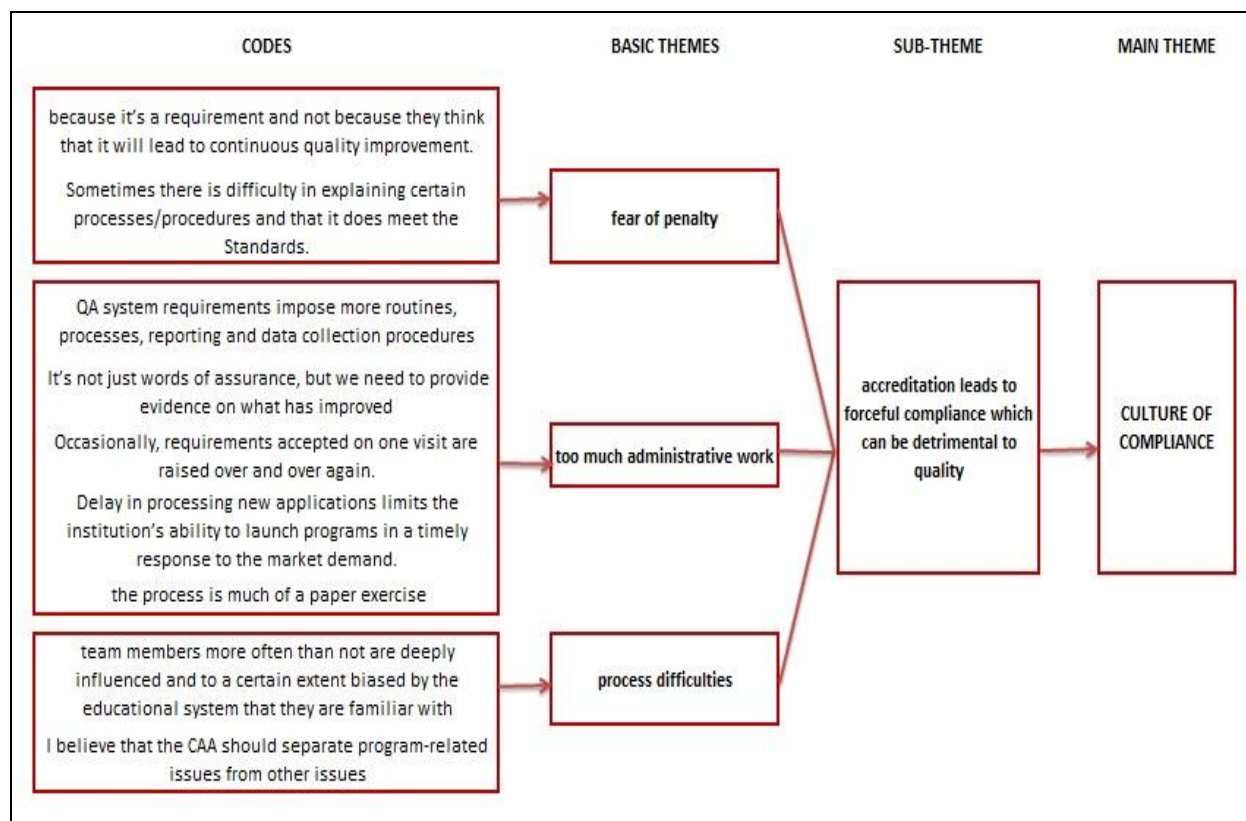 CODES
BASIC THEMES
SUB-THEME
MAIN THEME
because it's a requirement and not because they think
that it will lead to continuous quality improvement.
Sometimes there is difficulty in explaining certain
processes/procedures and that it does meet the
Standards.
fear of penalty
QA system requirements impose more routines,
processes, reporting and data collection procedures
It's not just words of assurance, but we need to provide
evidence on what has improved
Occasionally, requirements accepted on one visit are
raised over and over again.
Delay in processing new applications limits the
institution's ability to launch programs in a timely
response to the market demand.
the process is much of a paper exercise
too much administrative work
team members more often than not are deeply
influenced and to a certain extent biased by the
educational system that they are familiar with
I believe that the CAA should separate program-related
issues from other issues
process difficulties
accreditation leads to
forceful compliance which
can be detrimental to
quality
CULTURE OF
COMPLIANCE